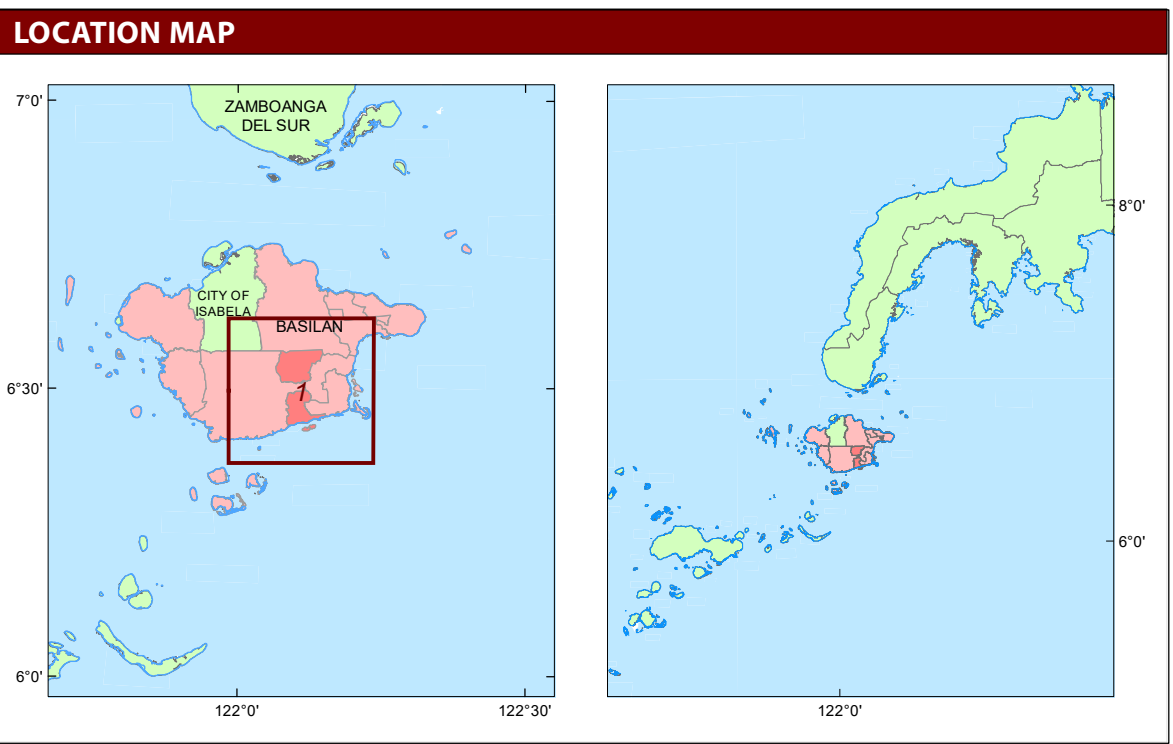 LOCATION MAP
7°0'
ZAMBOANGA
DEL SUR
CITY OF
ISABELA
BASILAN
6°30'
1
6°0'
122°0'
122°30'
8°0'
6°0'
122°0'